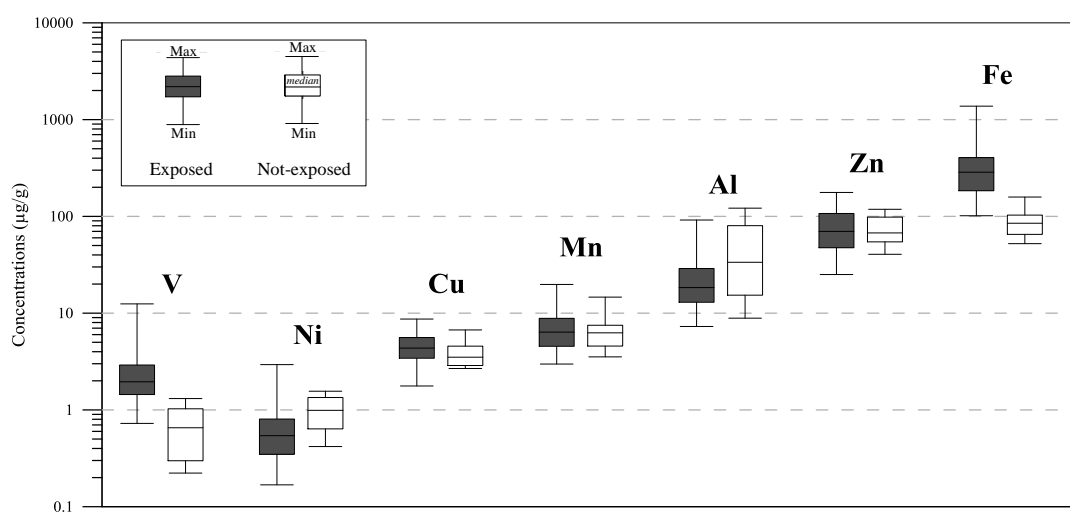 10000
1000
100
10
1
0.1
Concentrations (µg/g)
Max Max
median
Min Min
Exposed Not-exposed
V
Ni
Cu
Mn
Al
Zn
Fe